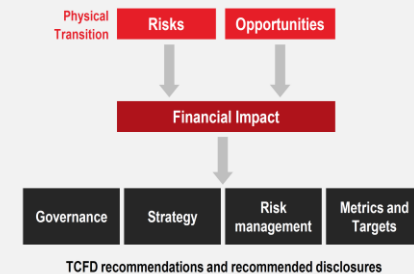 Physical
Transition
Risks
Opportunities
Financial Impact
Governance
Strategy
Risk
management
Metrics and
Targets
TCFD recommendations and recommended disclosures